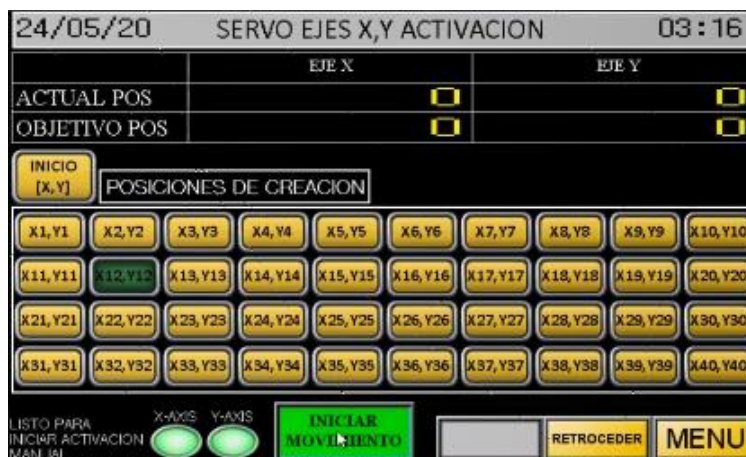 24/05/20 SERVO EJES X,Y ACTIVACION 03:16
EJE X EJE Y
ACTUAL POS 0 0
OBJETIVO POS 0 0
INICIO
[X,Y]
POSICIONES DE CREACION
X1,Y1 X2,Y2 X3,Y3 X4,Y4 X5,Y5 X6,Y6 X7,Y7 X8,Y8 X9,Y9 X10,Y10
X11,Y11 X12,Y12 X13,Y13 X14,Y14 X15,Y15 X16,Y16 X17,Y17 X18,Y18 X19,Y19 X20,Y20
X21,Y21 X22,Y22 X23,Y23 X24,Y24 X25,Y25 X26,Y26 X27,Y27 X28,Y28 X29,Y29 X30,Y30
X31,Y31 X32,Y32 X33,Y33 X34,Y34 X35,Y35 X36,Y36 X37,Y37 X38,Y38 X39,Y39 X40,Y40
LISTO PARA
INICIAR ACTIVACION
MANUAL
X-AXIS Y-AXIS
INICIAR
MOVIMIENTO
RETROCEDER
MENU